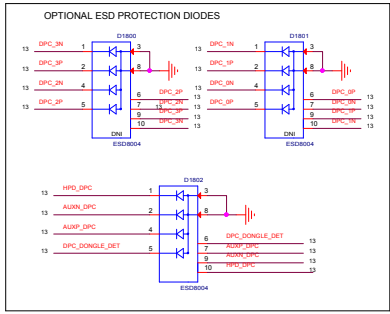 OPTIONAL ESD PROTECTION DIODES
D1800
13 DPC_3N 1 3
13 DPC_3P 2 8
13 DPC_2N 4
13 DPC_2P 5
6 DPC_2P 13
7 DPC_2N 13
9 DPC_3P 13
10 DPC_3N 13
DNI
ESD8004
D1801
13 DPC_1N 1 3
13 DPC_1P 2 8
13 DPC_0N 4
13 DPC_0P 5
6 DPC_0P 13
7 DPC_0N 13
9 DPC_1P 13
10 DPC_1N 13
DNI
ESD8004
D1802
13 HPD_DPC 1 3
13 AUXN_DPC 2 8
13 AUXP_DPC 4
13 DPC_DONGLE_DET 5
6 DPC_DONGLE_DET 13
7 AUXP_DPC 13
9 AUXN_DPC 13
10 HPD_DPC 13
ESD8004